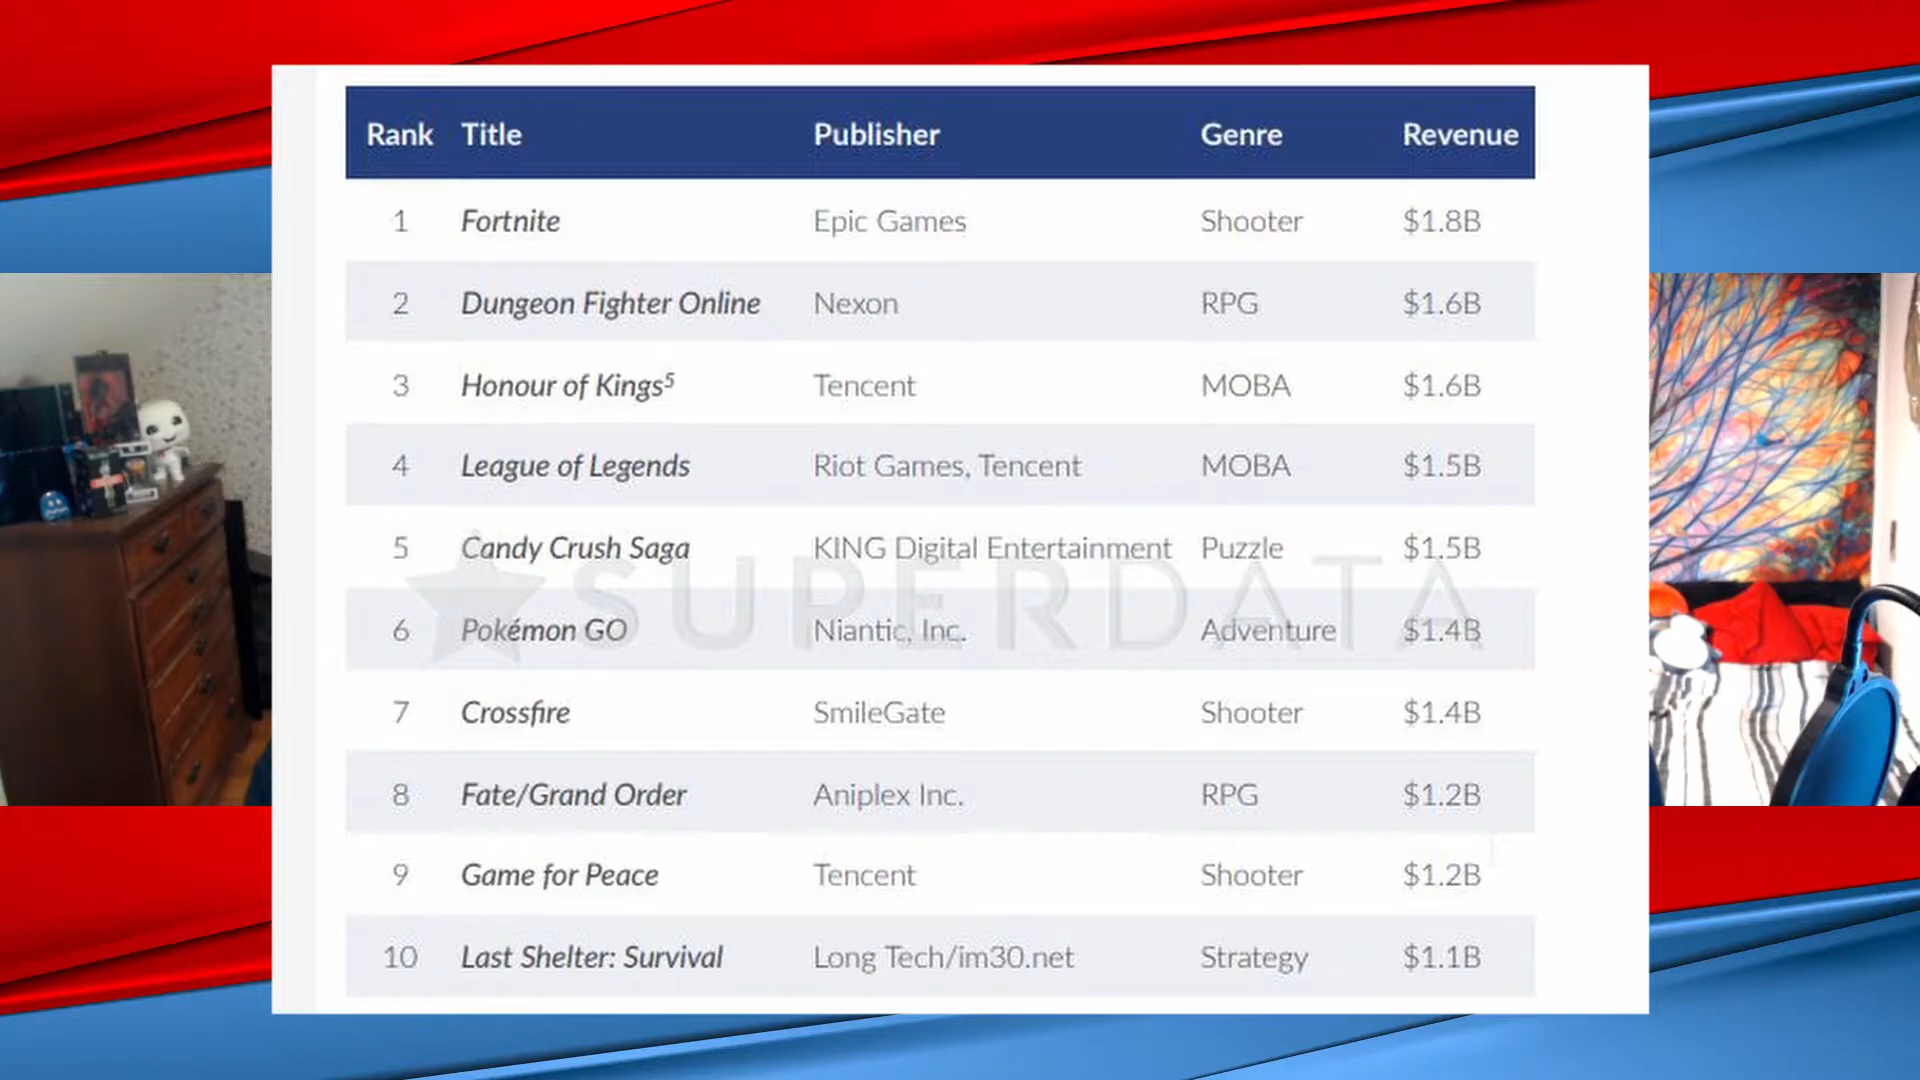 Rank Title Publisher Genre Revenue
1 Fortnite Epic Games Shooter $1.8B
2 Dungeon Fighter Online Nexon RPG $1.6B
3 Honour of Kings⁵ Tencent MOBA $1.6B
4 League of Legends Riot Games, Tencent MOBA $1.5B
5 Candy Crush Saga KING Digital Entertainment Puzzle $1.5B
SUPERDATA
6 Pokémon GO Niantic, Inc. Adventure $1.4B
7 Crossfire SmileGate Shooter $1.4B
8 Fate/Grand Order Aniplex Inc. RPG $1.2B
9 Game for Peace Tencent Shooter $1.2B
10 Last Shelter: Survival Long Tech/im30.net Strategy $1.1B